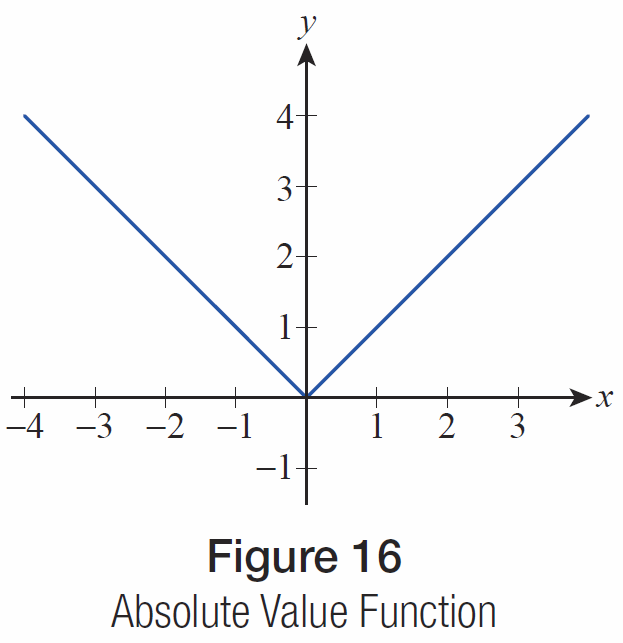 y
4
3
2
1
–4 –3 –2 –1 1 2 3 x
–1
Figure 16
Absolute Value Function